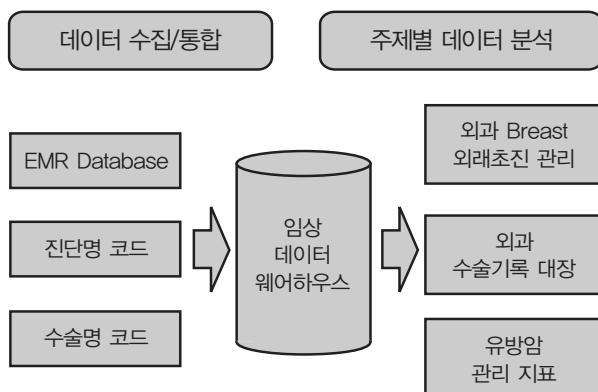 데이터 수집/통합
주제별 데이터 분석
EMR Database
진단명 코드
수술명 코드
임상
데이터
웨어하우스
외과 Breast
외래초진 관리
외과
수술기록 대장
유방암
관리 지표